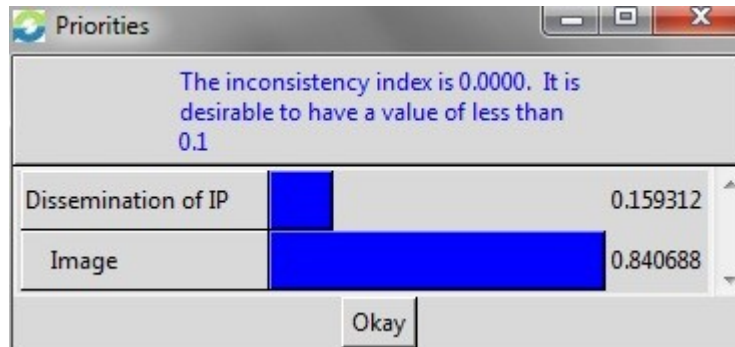 Priorities
The inconsistency index is 0.0000. It is
desirable to have a value of less than
0.1
Dissemination of IP 0.159312
Image 0.840688
Okay